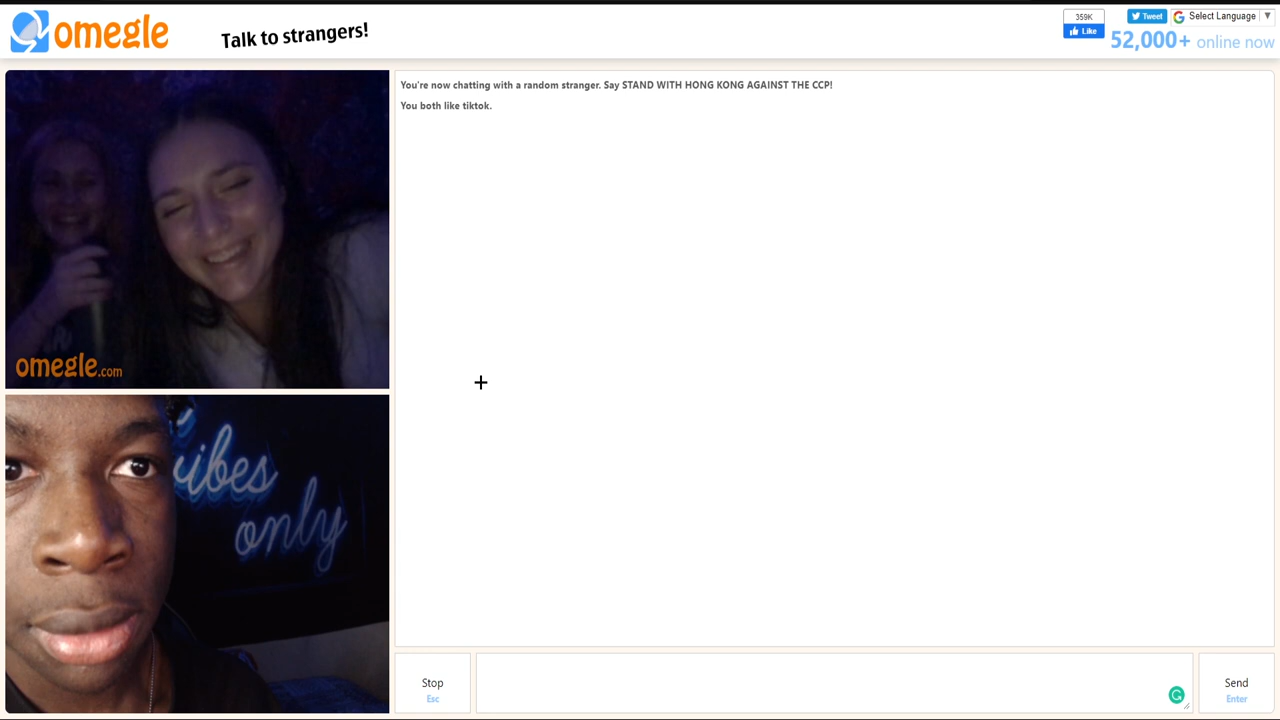 omegle
Talk to strangers!
359K
Like
Tweet
Select Language ▼
52,000+ online now
You're now chatting with a random stranger. Say STAND WITH HONG KONG AGAINST THE CCP!
You both like tiktok.
omegle.com
vibes
only
Stop
Esc
Send
Enter